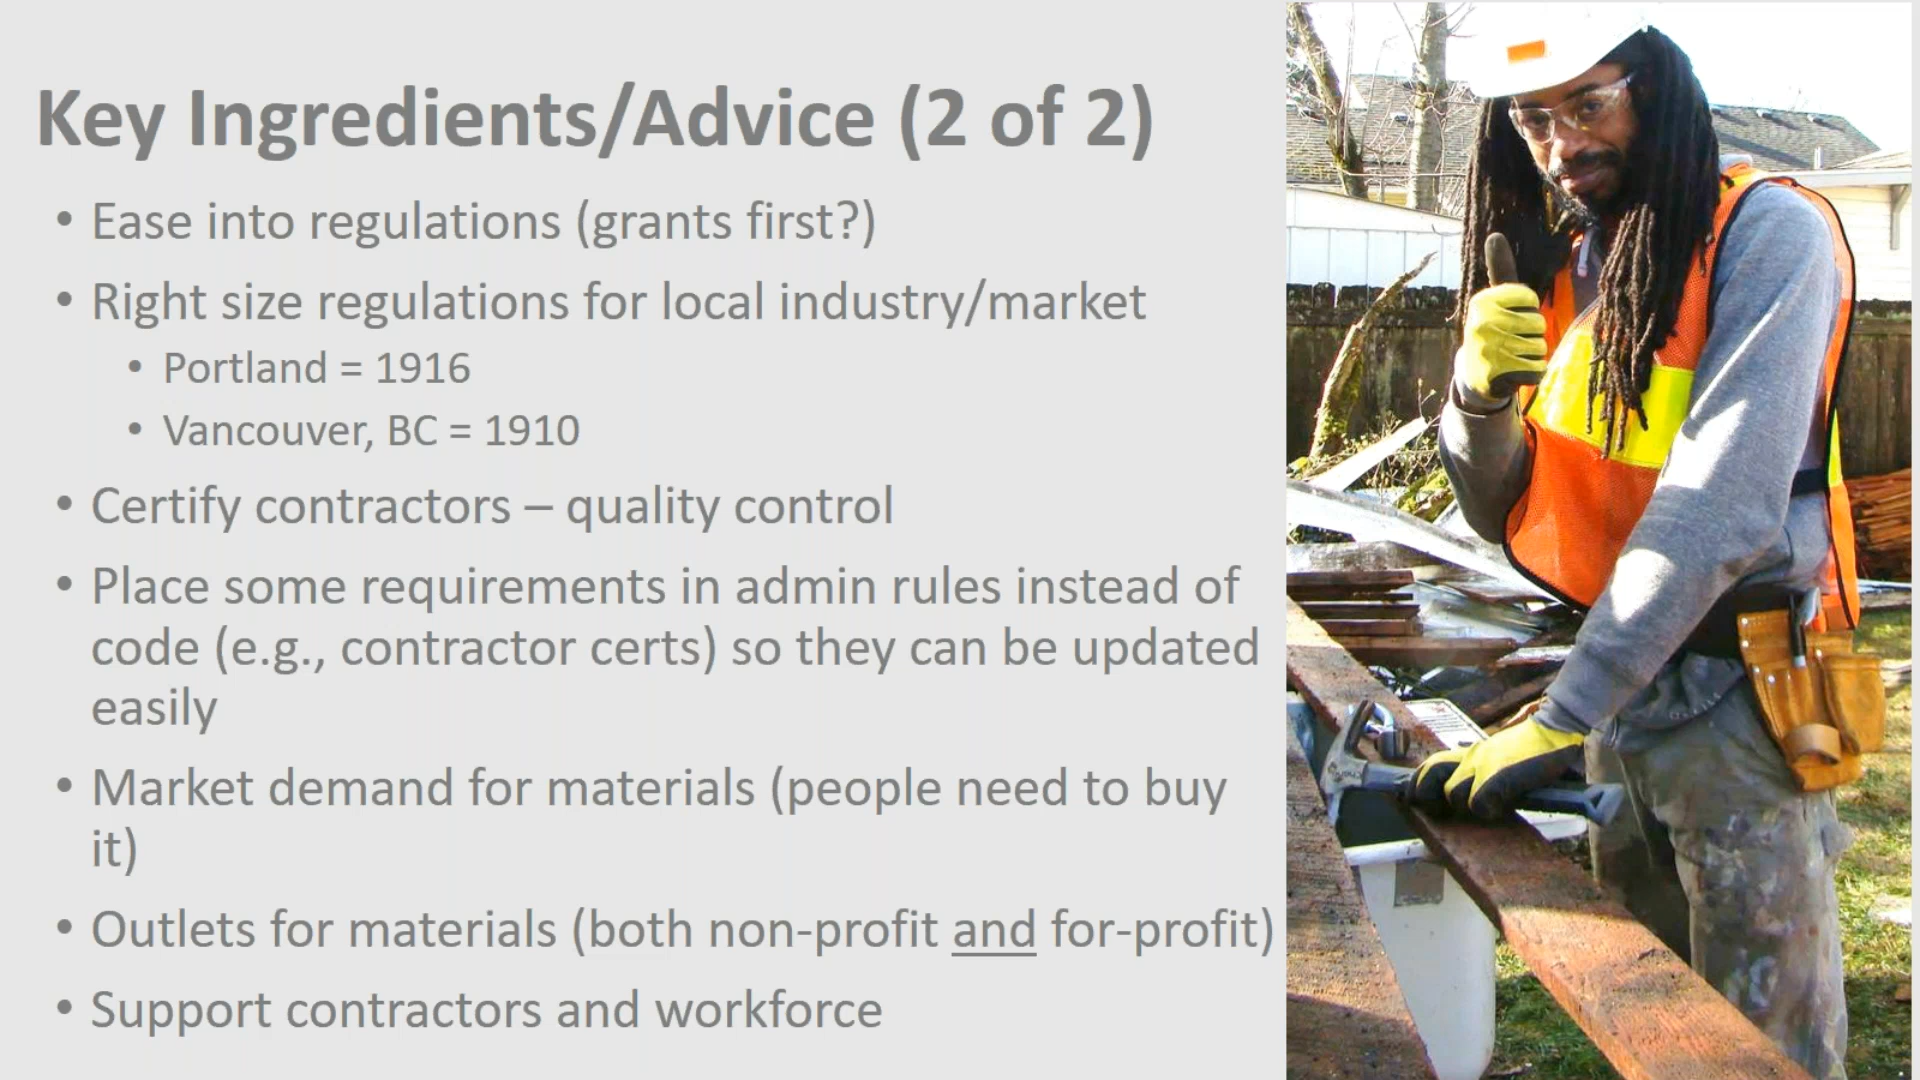 Key Ingredients/Advice (2 of 2)
• Ease into regulations (grants first?)
• Right size regulations for local industry/market
• Portland = 1916
• Vancouver, BC = 1910
• Certify contractors – quality control
• Place some requirements in admin rules instead of
code (e.g., contractor certs) so they can be updated
easily
• Market demand for materials (people need to buy
it)
• Outlets for materials (both non-profit and for-profit)
• Support contractors and workforce